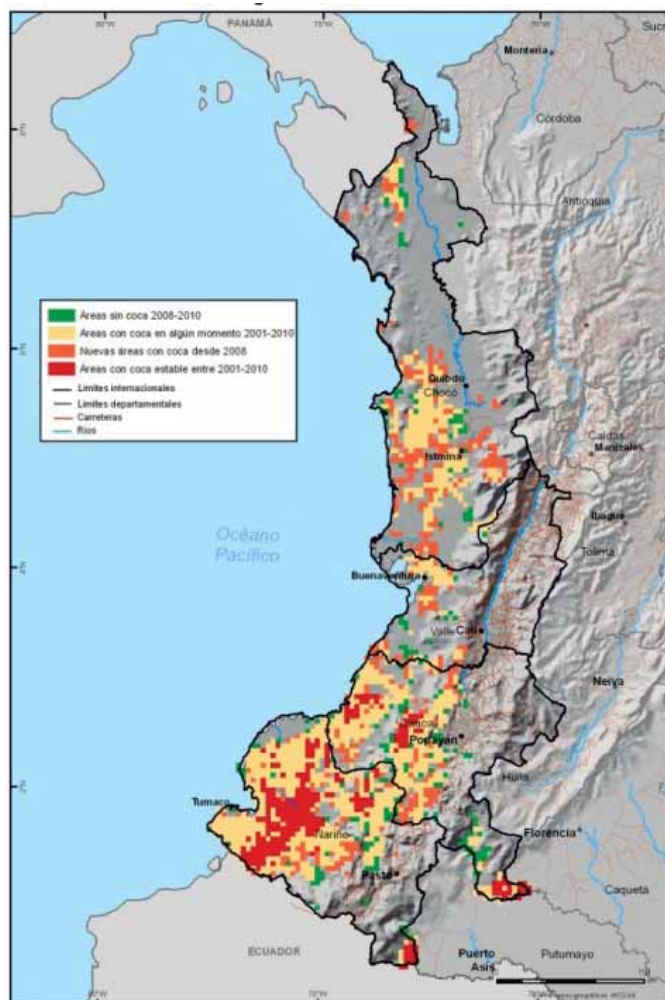 PANAMÁ
Montería
Córdoba
Antioquia
Áreas sin coca 2008-2010
Áreas con coca en algún momento 2001-2010
Nuevas áreas con coca desde 2008
Áreas con coca estable entre 2001-2010
Límites internacionales
Límites departamentales
Carreteras
Ríos
Quibdo
Chocó
Istmina
Caldas
Manizales
Ibagué
Tolima
Océano
Pacífico
Buenaventura
Valle
Cali
Neiva
Popayán
Huila
Tumaco
Nariño
Florencia
Pasto
Caquetá
ECUADOR
Puerto
Asís
Putumayo